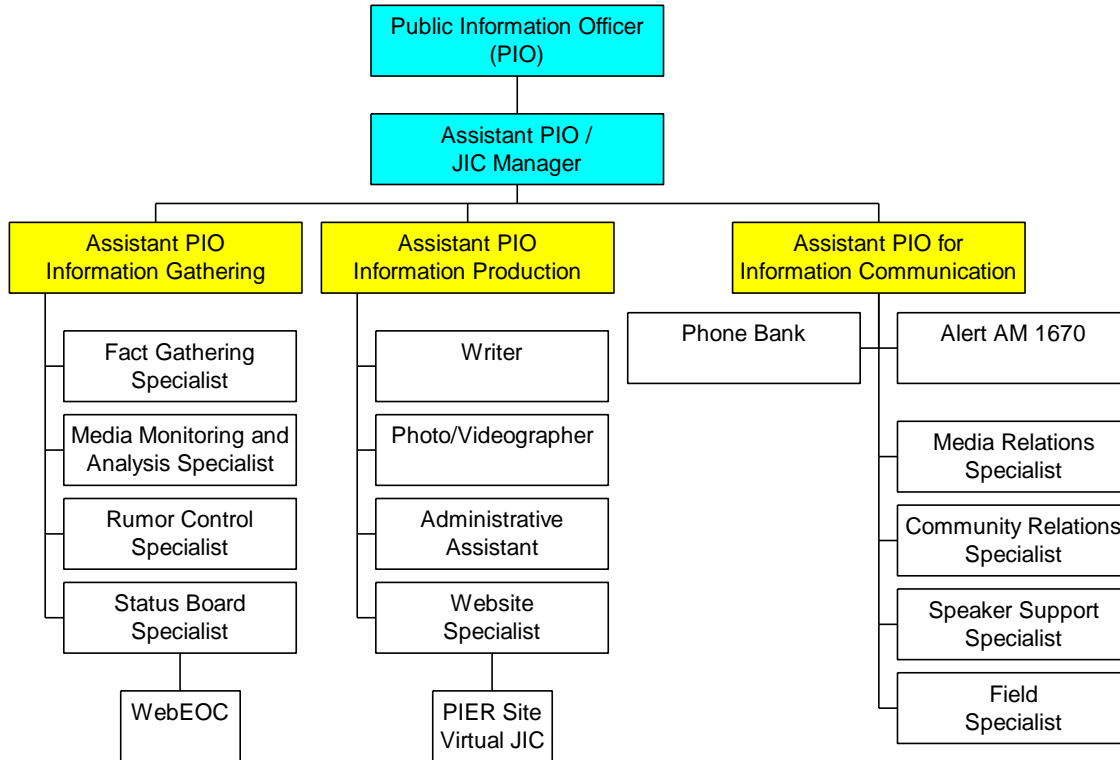 Public Information Officer
(PIO)
Assistant PIO /
JIC Manager
Assistant PIO
Information Gathering
Assistant PIO
Information Production
Assistant PIO for
Information Communication
Fact Gathering
Specialist
Media Monitoring and
Analysis Specialist
Rumor Control
Specialist
Status Board
Specialist
WebEOC
Writer
Photo/Videographer
Administrative
Assistant
Website
Specialist
PIER Site
Virtual JIC
Phone Bank
Alert AM 1670
Media Relations
Specialist
Community Relations
Specialist
Speaker Support
Specialist
Field
Specialist